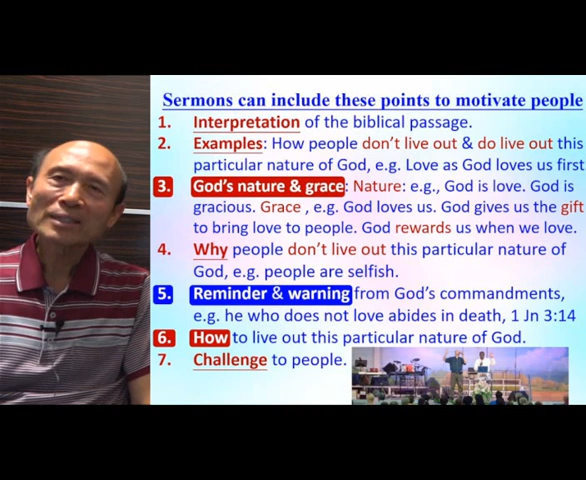 Sermons can include these points to motivate people
1. Interpretation of the biblical passage.
2. Examples: How people don't live out & do live out this
particular nature of God, e.g. Love as God loves us first
3. God's nature & grace: Nature: e.g., God is love. God is
gracious. Grace , e.g. God loves us. God gives us the gift
to bring love to people. God rewards us when we love.
4. Why people don't live out this particular nature of
God, e.g. people are selfish.
5. Reminder & warning from God's commandments,
e.g. he who does not love abides in death, 1 Jn 3:14
6. How to live out this particular nature of God.
7. Challenge to people.